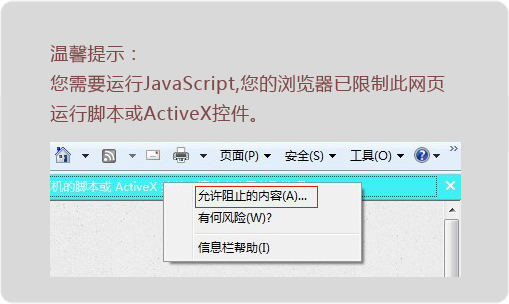 温馨提示：
您需要运行JavaScript,您的浏览器已限制此网页
运行脚本或ActiveX控件。
页面(P) 安全(S) 工具(O) »
机的脚本或 ActiveX
允许阻止的内容(A)...
有何风险(W)?
信息栏帮助(I)